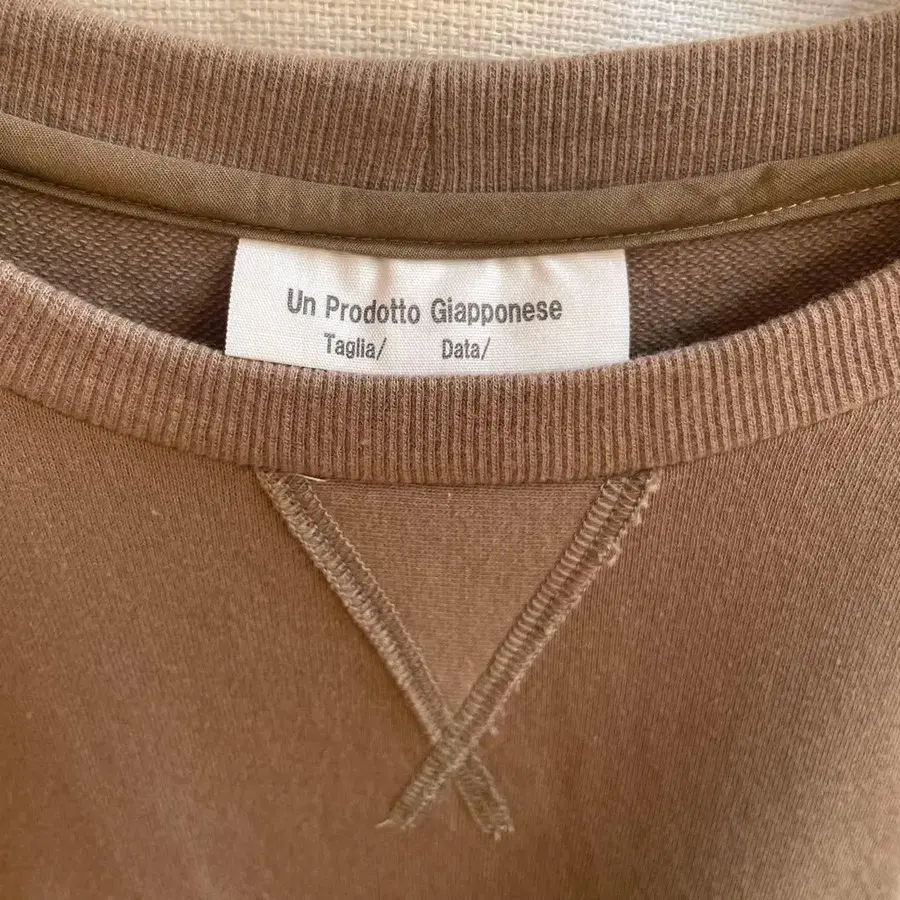 Un Prodotto Giapponese
Taglia/ Data/